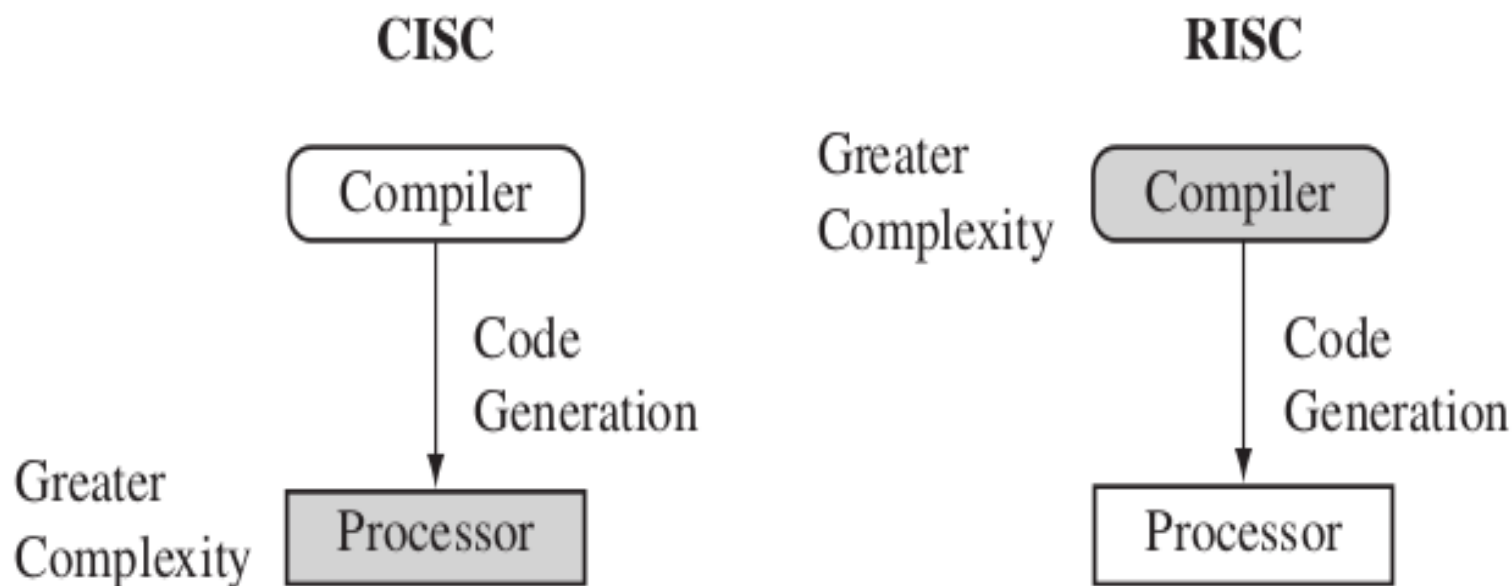 CISC
Compiler
Code
Generation
Greater
Complexity
Processor
RISC
Greater
Complexity
Compiler
Code
Generation
Processor